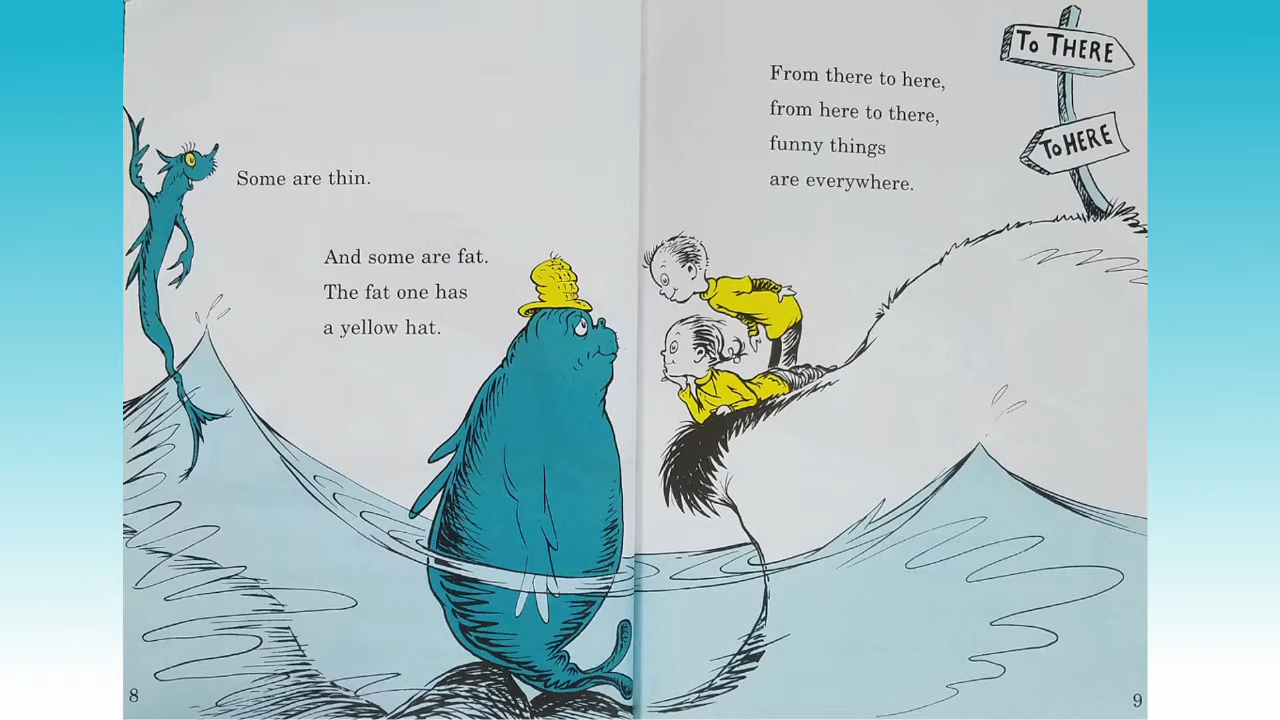 Some are thin.
And some are fat.
The fat one has
a yellow hat.
8
From there to here,
from here to there,
funny things
are everywhere.
TO THERE
TO HERE
9